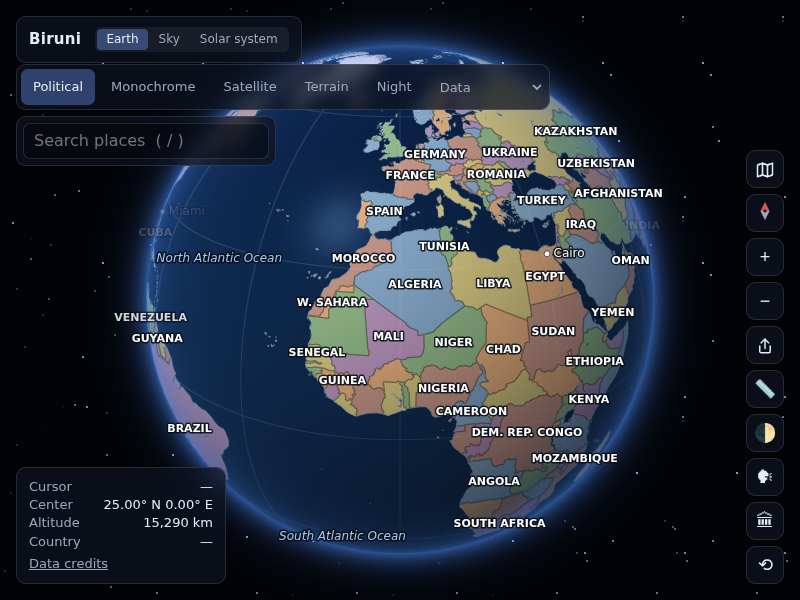 Biruni
Earth
Sky
Solar system
Political
Monochrome
Satellite
Terrain
Night
Data
Search places ( / )
KAZAKHSTAN
GERMANY
UKRAINE
UZBEKISTAN
FRANCE
ROMANIA
AFGHANISTAN
TURKEY
SPAIN
Miami
IRAQ
INDIA
CUBA
TUNISIA
Cairo
North Atlantic Ocean
MOROCCO
OMAN
EGYPT
ALGERIA
LIBYA
W. SAHARA
YEMEN
VENEZUELA
SUDAN
GUYANA
MALI
NIGER
CHAD
SENEGAL
ETHIOPIA
GUINEA
NIGERIA
KENYA
CAMEROON
BRAZIL
DEM. REP. CONGO
MOZAMBIQUE
ANGOLA
SOUTH AFRICA
South Atlantic Ocean
Cursor —
Center 25.00° N 0.00° E
Altitude 15,290 km
Country —
Data credits
+
−